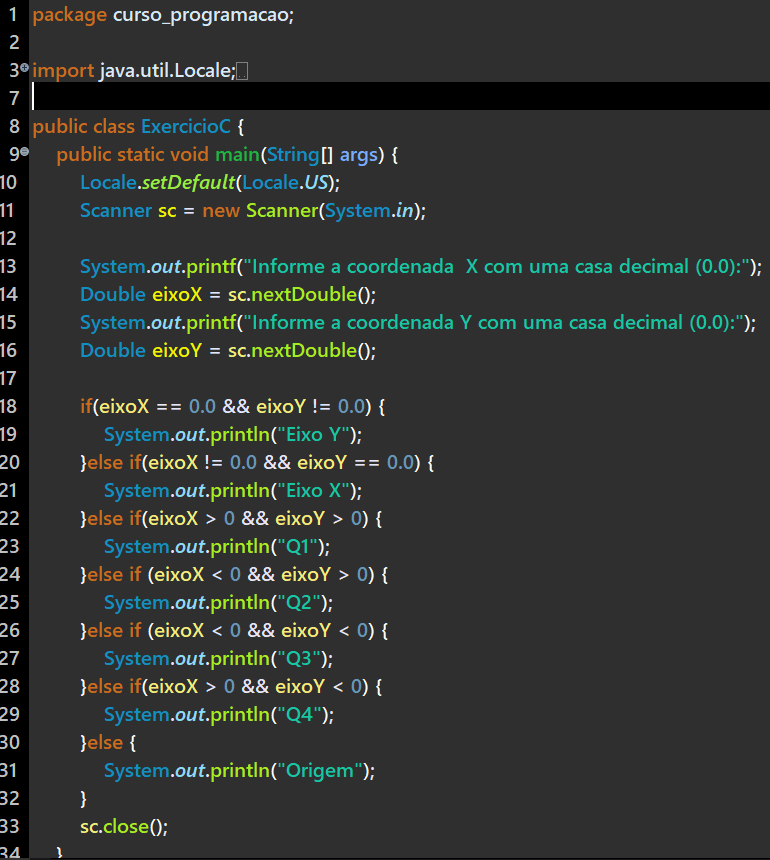 1 package curso_programacao;
2
3 import java.util.Locale;
7
8 public class ExercicioC {
9 public static void main(String[] args) {
10 Locale.setDefault(Locale.US);
11 Scanner sc = new Scanner(System.in);
12
13 System.out.printf("Informe a coordenada  X com uma casa decimal (0.0):");
14 Double eixoX = sc.nextDouble();
15 System.out.printf("Informe a coordenada Y com uma casa decimal (0.0):");
16 Double eixoY = sc.nextDouble();
17
18 if(eixoX == 0.0 && eixoY != 0.0) {
19 System.out.println("Eixo Y");
20 }else if(eixoX != 0.0 && eixoY == 0.0) {
21 System.out.println("Eixo X");
22 }else if(eixoX > 0 && eixoY > 0) {
23 System.out.println("Q1");
24 }else if (eixoX < 0 && eixoY > 0) {
25 System.out.println("Q2");
26 }else if (eixoX < 0 && eixoY < 0) {
27 System.out.println("Q3");
28 }else if(eixoX > 0 && eixoY < 0) {
29 System.out.println("Q4");
30 }else {
31 System.out.println("Origem");
32 }
33 sc.close();
34 }